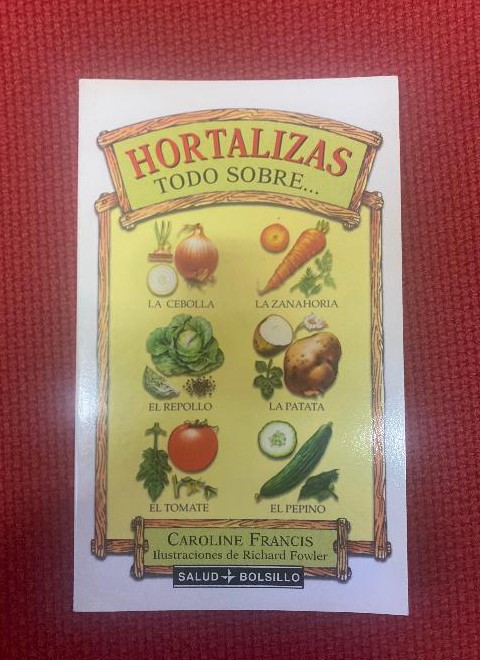 HORTALIZAS
TODO SOBRE...
LA CEBOLLA
LA ZANAHORIA
EL REPOLLO
LA PATATA
EL TOMATE
EL PEPINO
CAROLINE FRANCIS
Ilustraciones de Richard Fowler
SALUD BOLSILLO